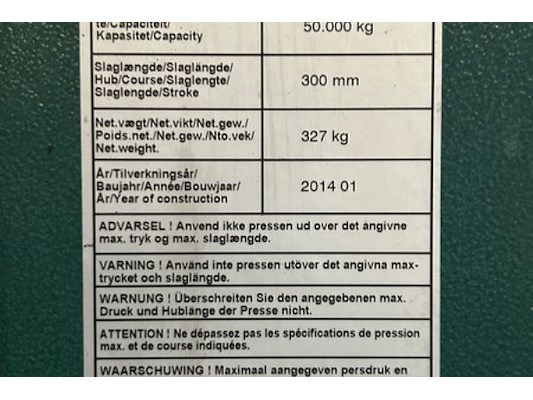 te/Capaciteit/
Kapasitet/Capacity
50.000 kg
Slaglængde/Slaglängde/
Hub/Course/Slaglengte/
Slaglengde/Stroke
300 mm
Net.vægt/Net.vikt/Net.gew./
Poids.net./Net.gew./Nto.vek/
Net.weight.
327 kg
År/Tilverkningsår/
Baujahr/Année/Bouwjaar/
År/Year of construction
2014 01
ADVARSEL ! Anvend ikke pressen ud over det angivne
max. tryk og max. slaglængde.
VARNING ! Använd inte pressen utöver det angivna max-
trycket och slaglängde.
WARNUNG ! Überschreiten Sie den angegebenen max.
Druck und Hublänge der Presse nicht.
ATTENTION ! Ne dépassez pas les spécifications de pression
max. et de course indiquées.
WAARSCHUWING ! Maximaal aangegeven persdruk en